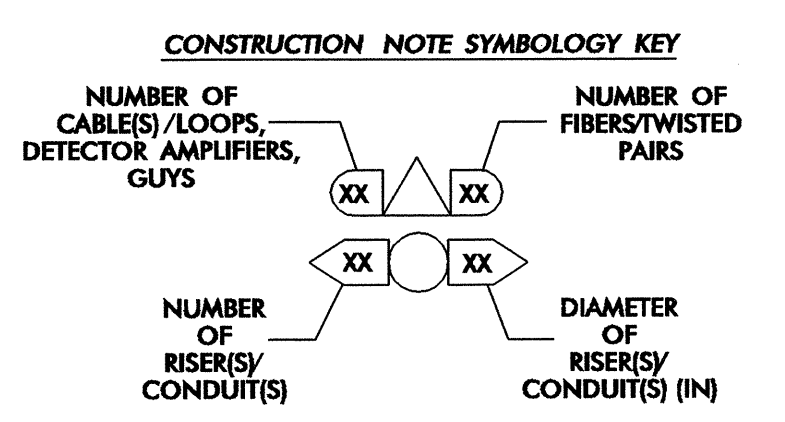 CONSTRUCTION NOTE SYMBOLOGY KEY
NUMBER OF
CABLE(S)/LOOPS,
DETECTOR AMPLIFIERS,
GUYS
NUMBER OF
FIBERS/TWISTED
PAIRS
XX XX
XX XX
NUMBER
OF
RISER(S)/
CONDUIT(S)
DIAMETER
OF
RISER(S)/
CONDUIT(S) (IN)